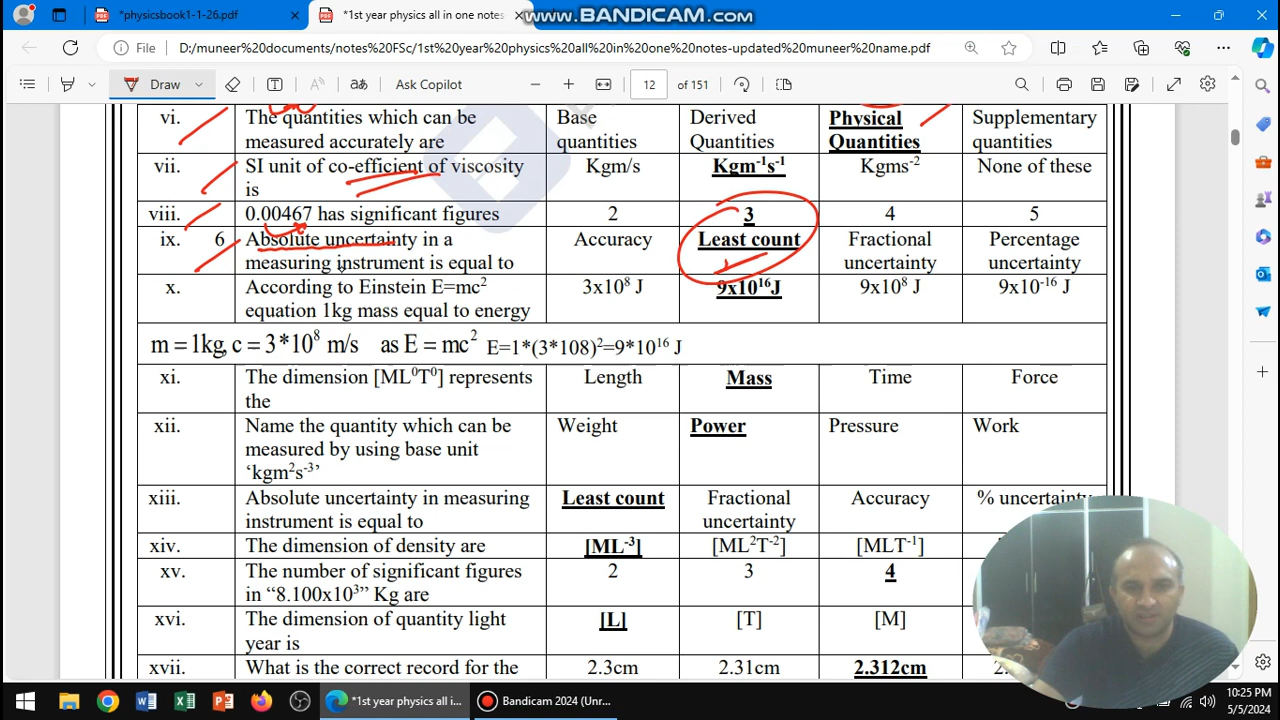 *physicsbook1-1-26.pdf
*1st year physics all in one notes
www.BANDICAM.com
File D:/muneer%20documents/notes%20FSc/1st%20year%20physics%20all%20in%20one%20notes-updated%20muneer%20name.pdf
Draw
aあ
Ask Copilot
12 of 151
vi. The quantities which can be measured accurately are
Base quantities
Derived Quantities
Physical Quantities
Supplementary quantities
vii. SI unit of co-efficient of viscosity is
Kgm/s
Kgm⁻¹s⁻¹
Kgms⁻²
None of these
viii. 0.00467 has significant figures
2
3
4
5
ix. 6 Absolute uncertainty in a measuring instrument is equal to
Accuracy
Least count
Fractional uncertainty
Percentage uncertainty
x. According to Einstein E=mc² equation 1kg mass equal to energy
3x10⁸ J
9x10¹⁶J
9x10⁸ J
9x10⁻¹⁶ J
m = 1kg, c = 3*10⁸ m/s as E = mc² E=1*(3*108)²=9*10¹⁶ J
xi. The dimension [ML⁰T⁰] represents the
Length
Mass
Time
Force
xii. Name the quantity which can be measured by using base unit ‘kgm²s⁻³’
Weight
Power
Pressure
Work
xiii. Absolute uncertainty in measuring instrument is equal to
Least count
Fractional uncertainty
Accuracy
% uncertainty
xiv. The dimension of density are
[ML⁻³]
[ML²T⁻²]
[MLT⁻¹]
xv. The number of significant figures in “8.100x10³” Kg are
2
3
4
xvi. The dimension of quantity light year is
[L]
[T]
[M]
xvii. What is the correct record for the
2.3cm
2.31cm
2.312cm
*1st year physics all i...
Bandicam 2024 (Unr...
10:25 PM
5/5/2024